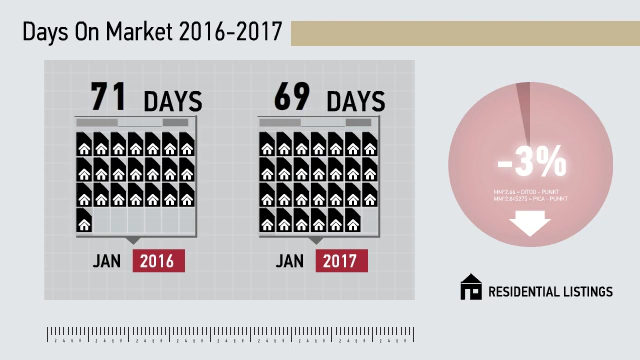 Days On Market 2016-2017
71 DAYS
69 DAYS
JAN 2016
JAN 2017
-3%
RESIDENTIAL LISTINGS